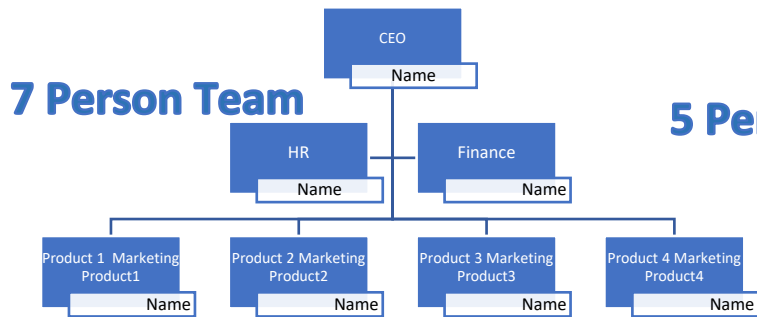 CEO
Name
7 Person Team
5 Pe
HR
Name
Finance
Name
Product 1  Marketing
Product1
Name
Product 2 Marketing
Product2
Name
Product 3 Marketing
Product3
Name
Product 4 Marketing
Product4
Name